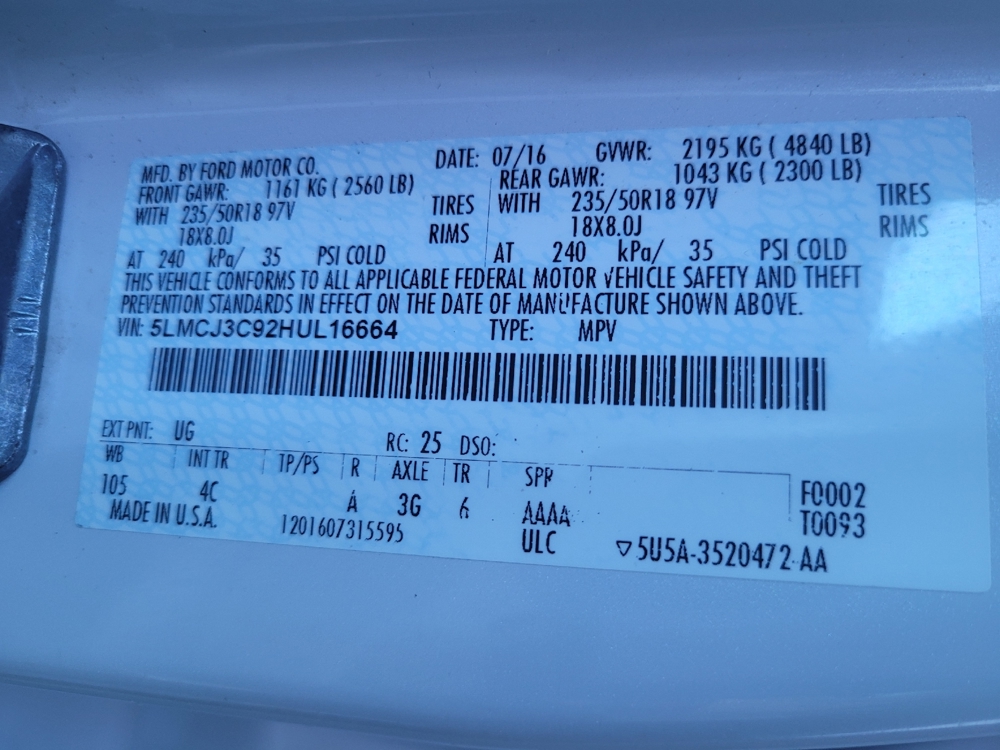 MFD. BY FORD MOTOR CO. DATE: 07/16 GVWR: 2195 KG ( 4840 LB)
FRONT GAWR: 1161 KG ( 2560 LB) REAR GAWR: 1043 KG ( 2300 LB)
WITH 235/50R18 97V TIRES WITH 235/50R18 97V TIRES
18X8.0J RIMS 18X8.0J RIMS
AT 240 kPa/ 35 PSI COLD AT 240 kPa/ 35 PSI COLD
THIS VEHICLE CONFORMS TO ALL APPLICABLE FEDERAL MOTOR VEHICLE SAFETY AND THEFT
PREVENTION STANDARDS IN EFFECT ON THE DATE OF MANUFACTURE SHOWN ABOVE.
VIN: 5LMCJ3C92HUL16664 TYPE: MPV
EXT PNT: UG RC: 25 DSO:
WB INT TR TP/PS R AXLE TR SPR
105 4C A 3G 6 AAAA F0002
MADE IN U.S.A. 1201607315595 ULC T0093
▽5U5A-3520472-AA